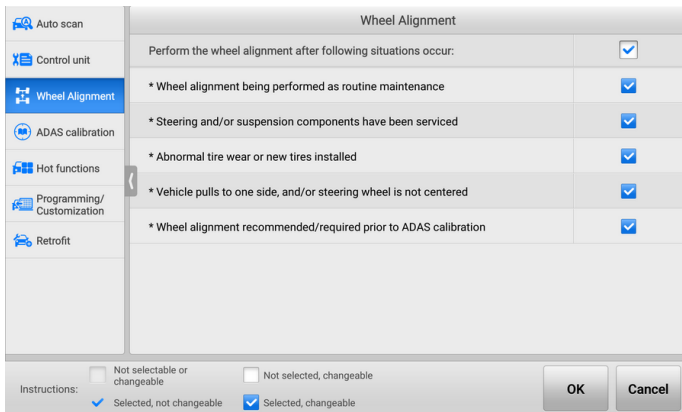 Auto scan
Control unit
Wheel Alignment
ADAS calibration
Hot functions
Programming/
Customization
Retrofit
Wheel Alignment
Perform the wheel alignment after following situations occur:
* Wheel alignment being performed as routine maintenance
* Steering and/or suspension components have been serviced
* Abnormal tire wear or new tires installed
* Vehicle pulls to one side, and/or steering wheel is not centered
* Wheel alignment recommended/required prior to ADAS calibration
Instructions:
Not selectable or
changeable
Not selected, changeable
Selected, not changeable
Selected, changeable
OK
Cancel